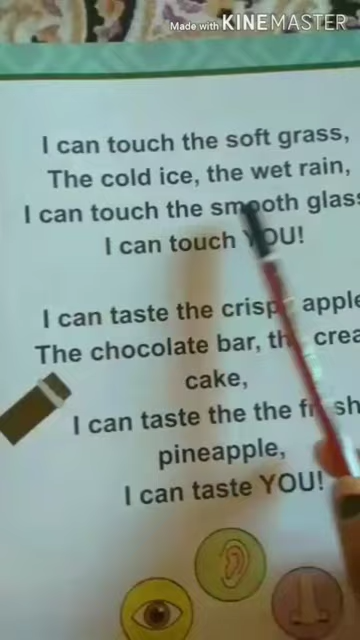 Made with KINEMASTER
I can touch the soft grass,
The cold ice, the wet rain,
I can touch the smooth glass
I can touch YOU!
I can taste the crispy apple
The chocolate bar, the crea
cake,
I can taste the the fresh
pineapple,
I can taste YOU!